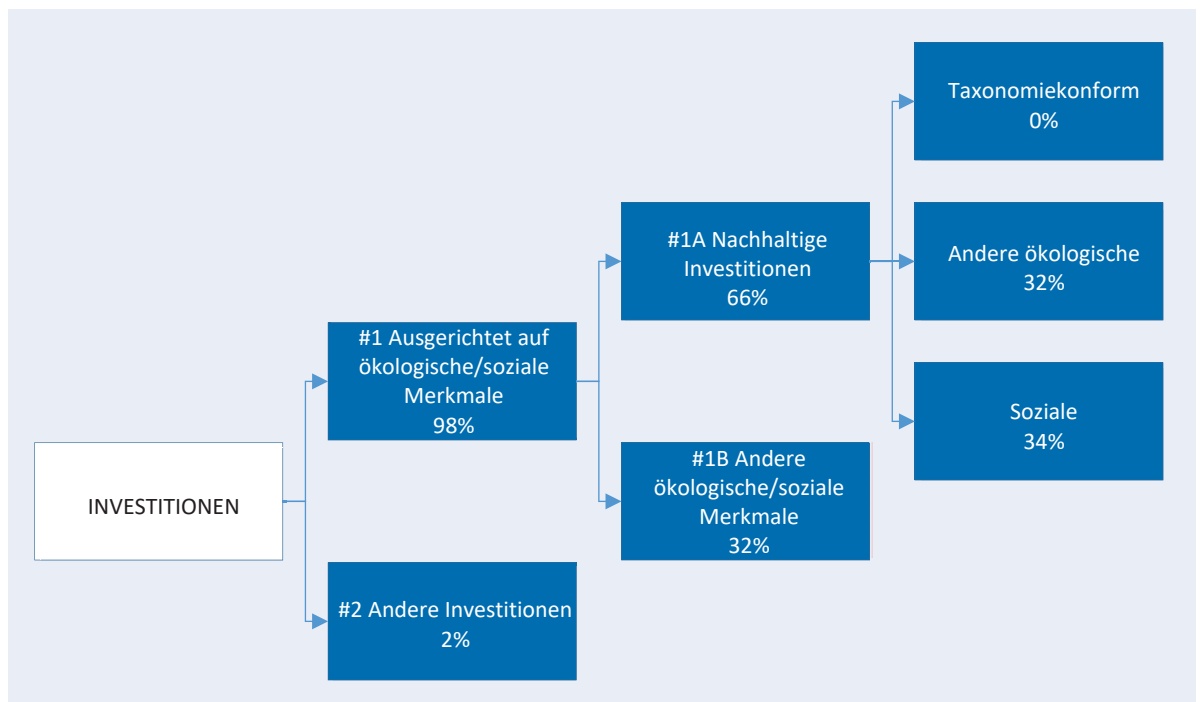 INVESTITIONEN
#1 Ausgerichtet auf
ökologische/soziale
Merkmale
98%
#2 Andere Investitionen
2%
#1A Nachhaltige
Investitionen
66%
#1B Andere
ökologische/soziale
Merkmale
32%
Taxonomiekonform
0%
Andere ökologische
32%
Soziale
34%